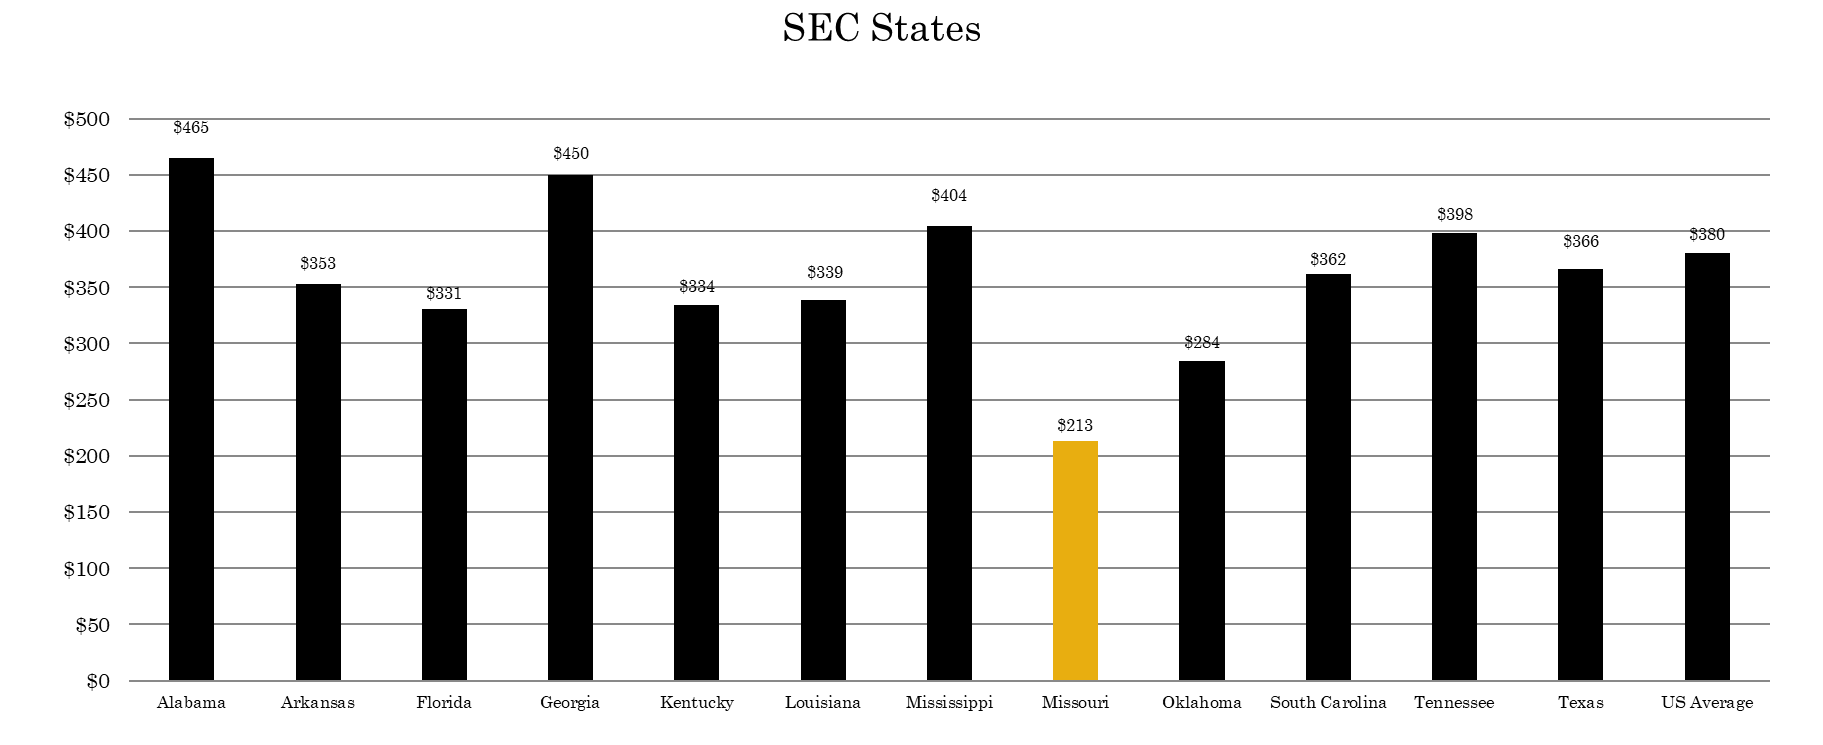 SEC States
$500
$450
$400
$350
$300
$250
$200
$150
$100
$50
$0
$465
$353
$331
$450
$334
$339
$404
$213
$284
$362
$398
$366
$380
Alabama
Arkansas
Florida
Georgia
Kentucky
Louisiana
Mississippi
Missouri
Oklahoma
South Carolina
Tennessee
Texas
US Average